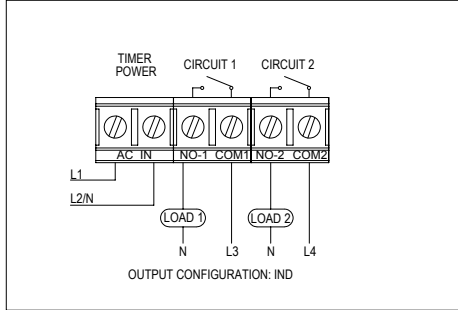 TIMER
POWER
CIRCUIT 1
CIRCUIT 2
AC IN
NO-1
COM1
NO-2
COM2
L1
L2/N
LOAD 1
LOAD 2
N
L3
N
L4
OUTPUT CONFIGURATION: IND